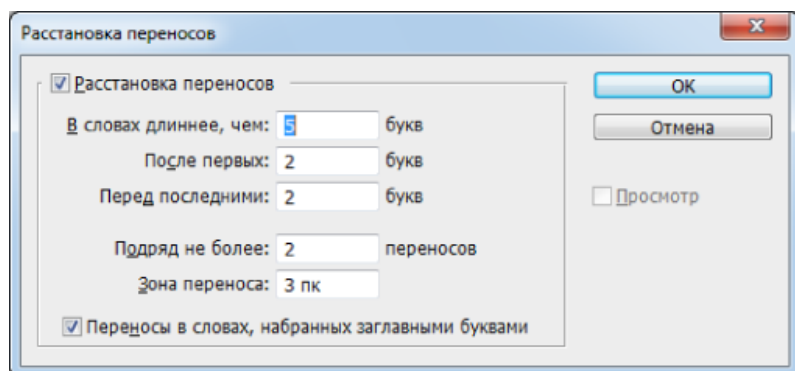 Расстановка переносов
Расстановка переносов
В словах длиннее, чем: 5 букв
После первых: 2 букв
Перед последними: 2 букв
Подряд не более: 2 переносов
Зона переноса: 3 пк
Переносы в словах, набранных заглавными буквами
ОК
Отмена
Просмотр